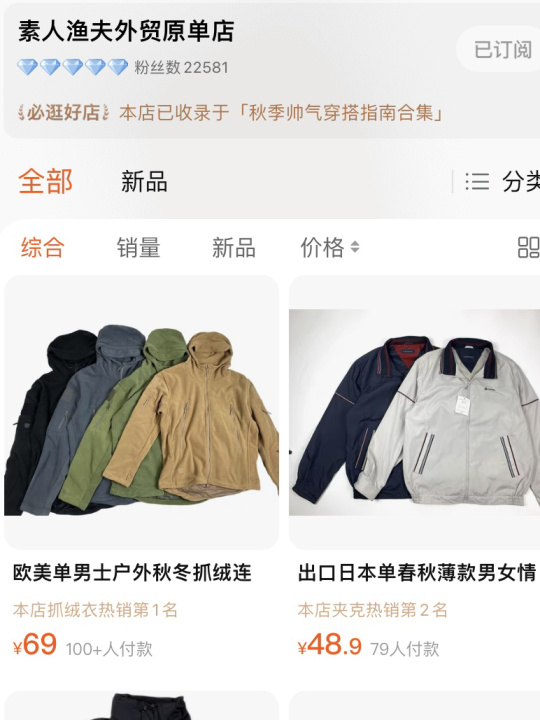 素人渔夫外贸原单店
粉丝数22581
已订阅
必逛好店 本店已收录于「秋季帅气穿搭指南合集」
全部 新品 分类
综合 销量 新品 价格
欧美单男士户外秋冬抓绒连
出口日本单春秋薄款男女情
本店抓绒衣热销第1名
本店夹克热销第2名
¥69 100+人付款
¥48.9 79人付款